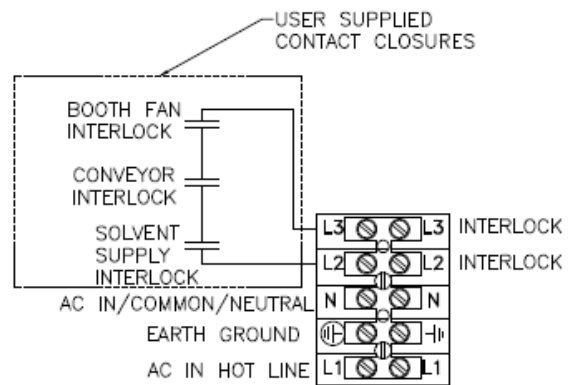 USER SUPPLIED
CONTACT CLOSURES
BOOTH FAN
INTERLOCK
CONVEYOR
INTERLOCK
SOLVENT
SUPPLY
INTERLOCK
L3 L3 INTERLOCK
L2 L2 INTERLOCK
AC IN/COMMON/NEUTRAL N N
EARTH GROUND
AC IN HOT LINE L1 L1